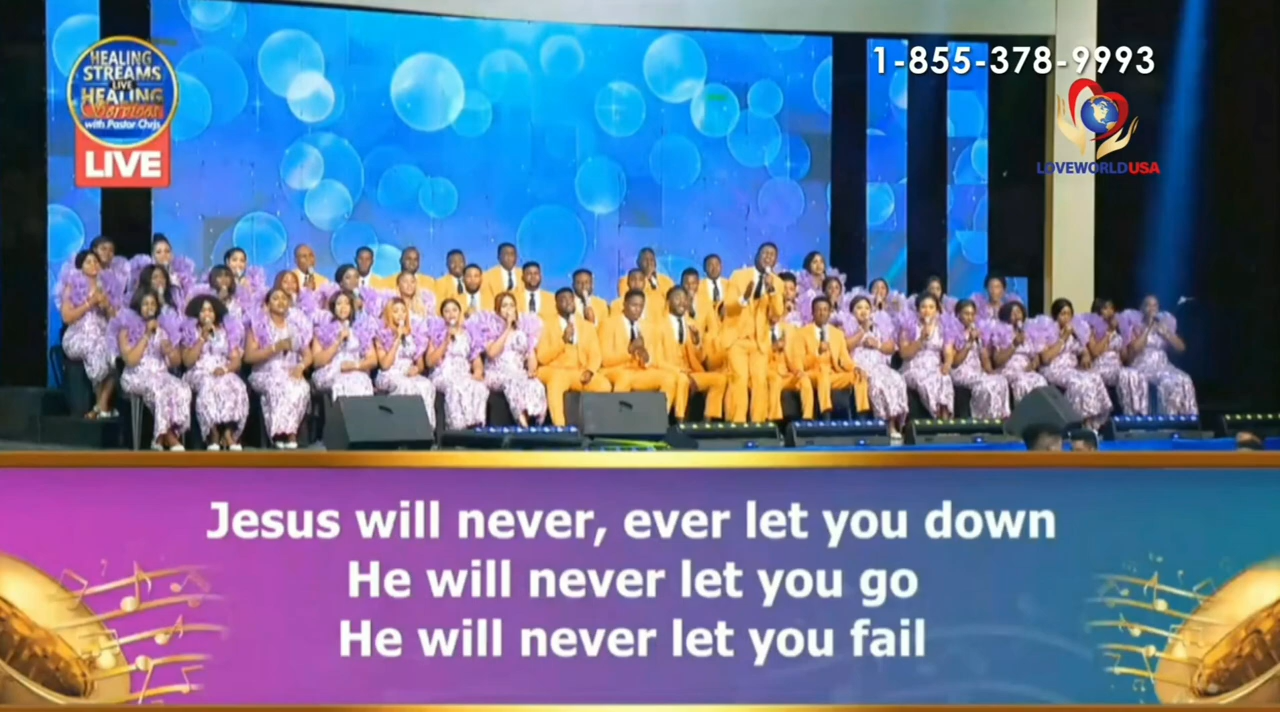 HEALING
STREAMS
LIVE
HEALING
Services
with Pastor Chris
LIVE
1-855-378-9993
LOVEWORLDUSA
Jesus will never, ever let you down
He will never let you go
He will never let you fail